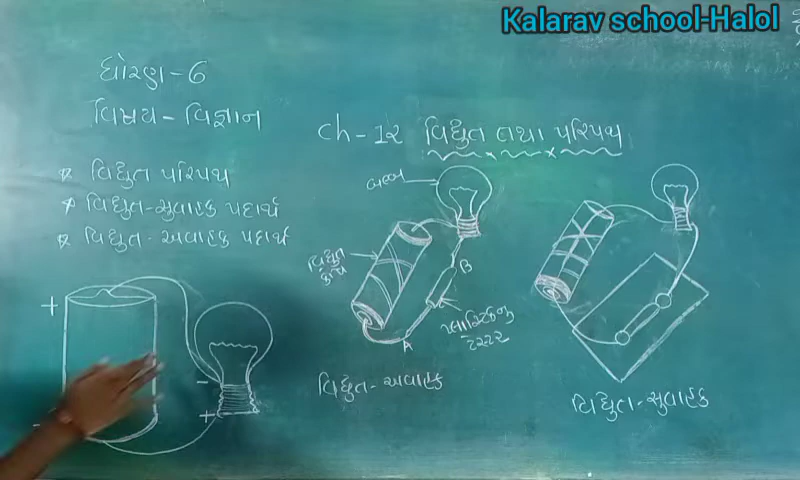 Kalarav school-Halol
ધોરણ-6
વિષય - વિજ્ઞાન
ch-12 વિદ્યુત તથા પરિપથ
* વિદ્યુત પરિપથ
* વિદ્યુત-સુવાહક પદાર્થ
* વિદ્યુત-અવાહક પદાર્થ
બલ્બ
વિદ્યુત
કોષ
B
A
પ્લાસ્ટિકનું
ટેસ્ટર
વિદ્યુત-અવાહક
વિદ્યુત-સુવાહક
+
-
+
-